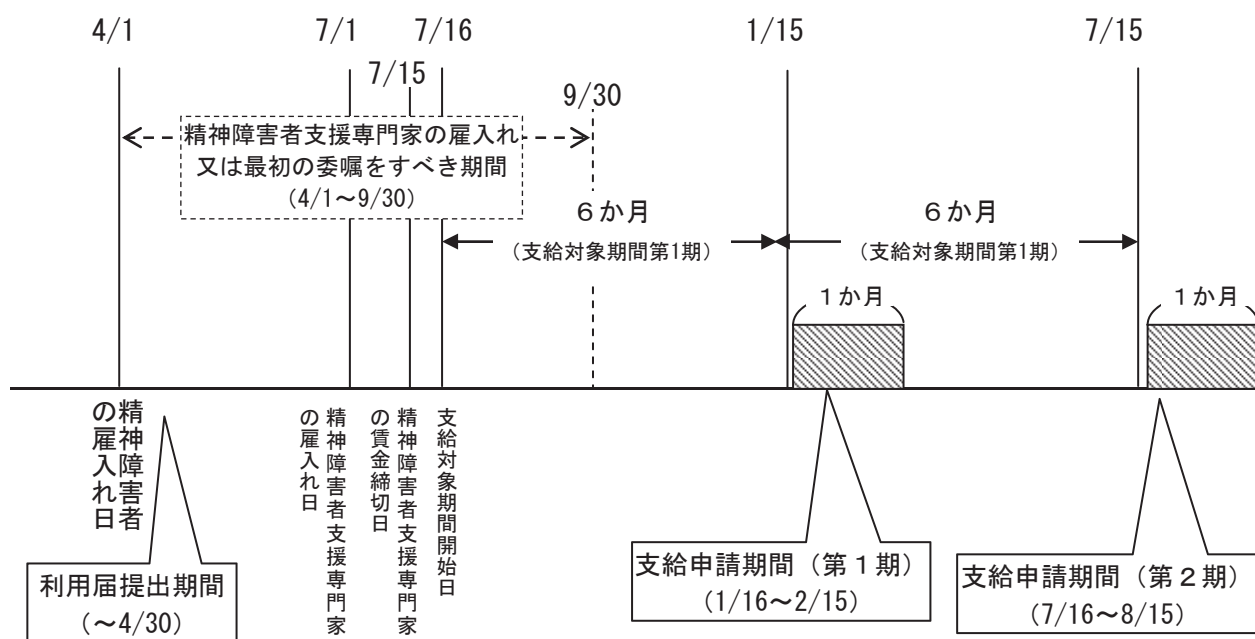 4/1
7/1
7/16
1/15
7/15
7/15
9/30
精神障害者支援専門家の雇入れ
又は最初の委嘱をすべき期間
(4/1～9/30)
６か月
（支給対象期間第1期）
６か月
（支給対象期間第1期）
１か月
１か月
精神障害者
の雇入れ日
精神障害者支援専門家
の雇入れ日
精神障害者支援専門家
の賃金締切日
支給対象期間開始日
利用届提出期間
(～4/30)
支給申請期間（第１期）
(1/16～2/15)
支給申請期間（第２期）
(7/16～8/15)